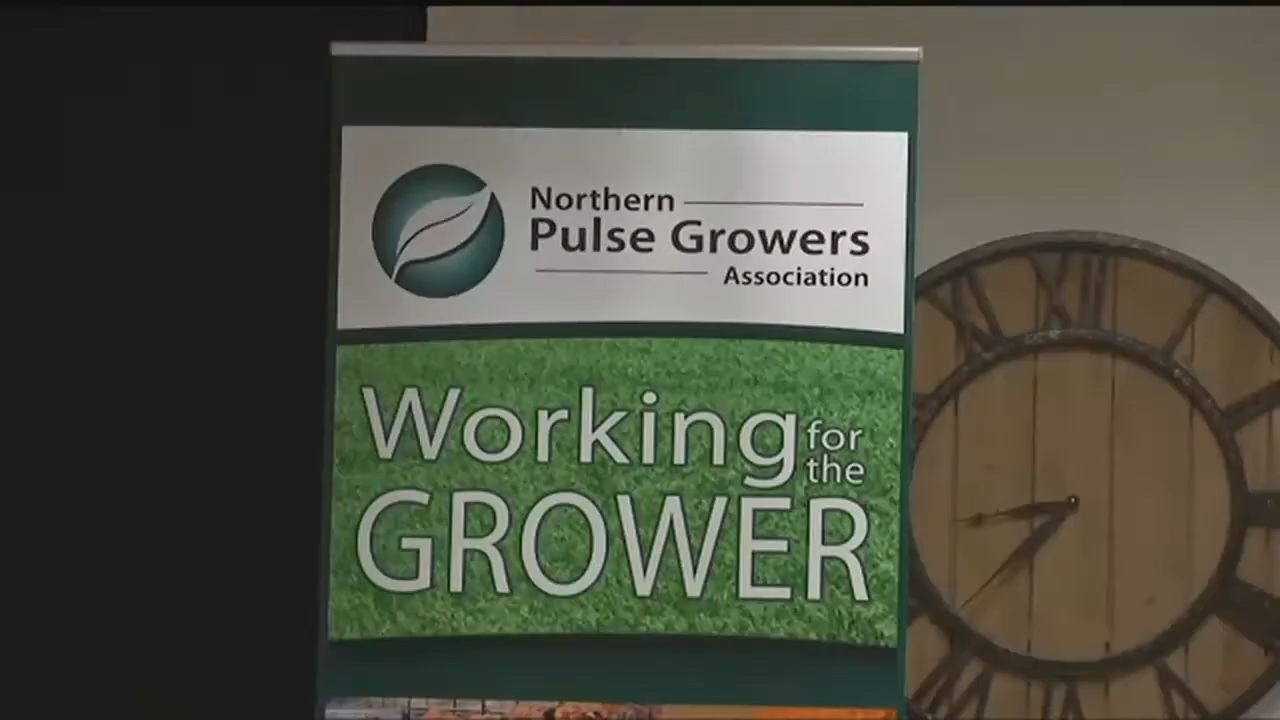 Northern
Pulse Growers
Association
Working for the
GROWER